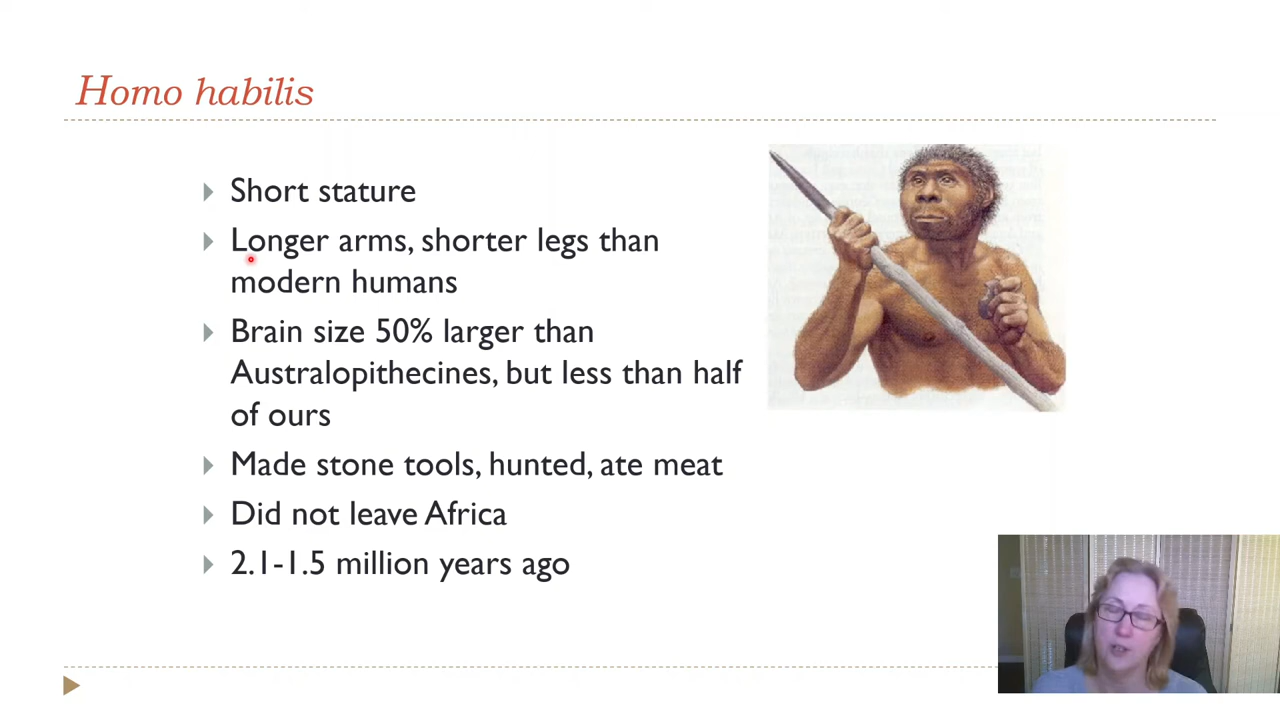 Homo habilis
Short stature
Longer arms, shorter legs than
modern humans
Brain size 50% larger than
Australopithecines, but less than half
of ours
Made stone tools, hunted, ate meat
Did not leave Africa
2.1-1.5 million years ago